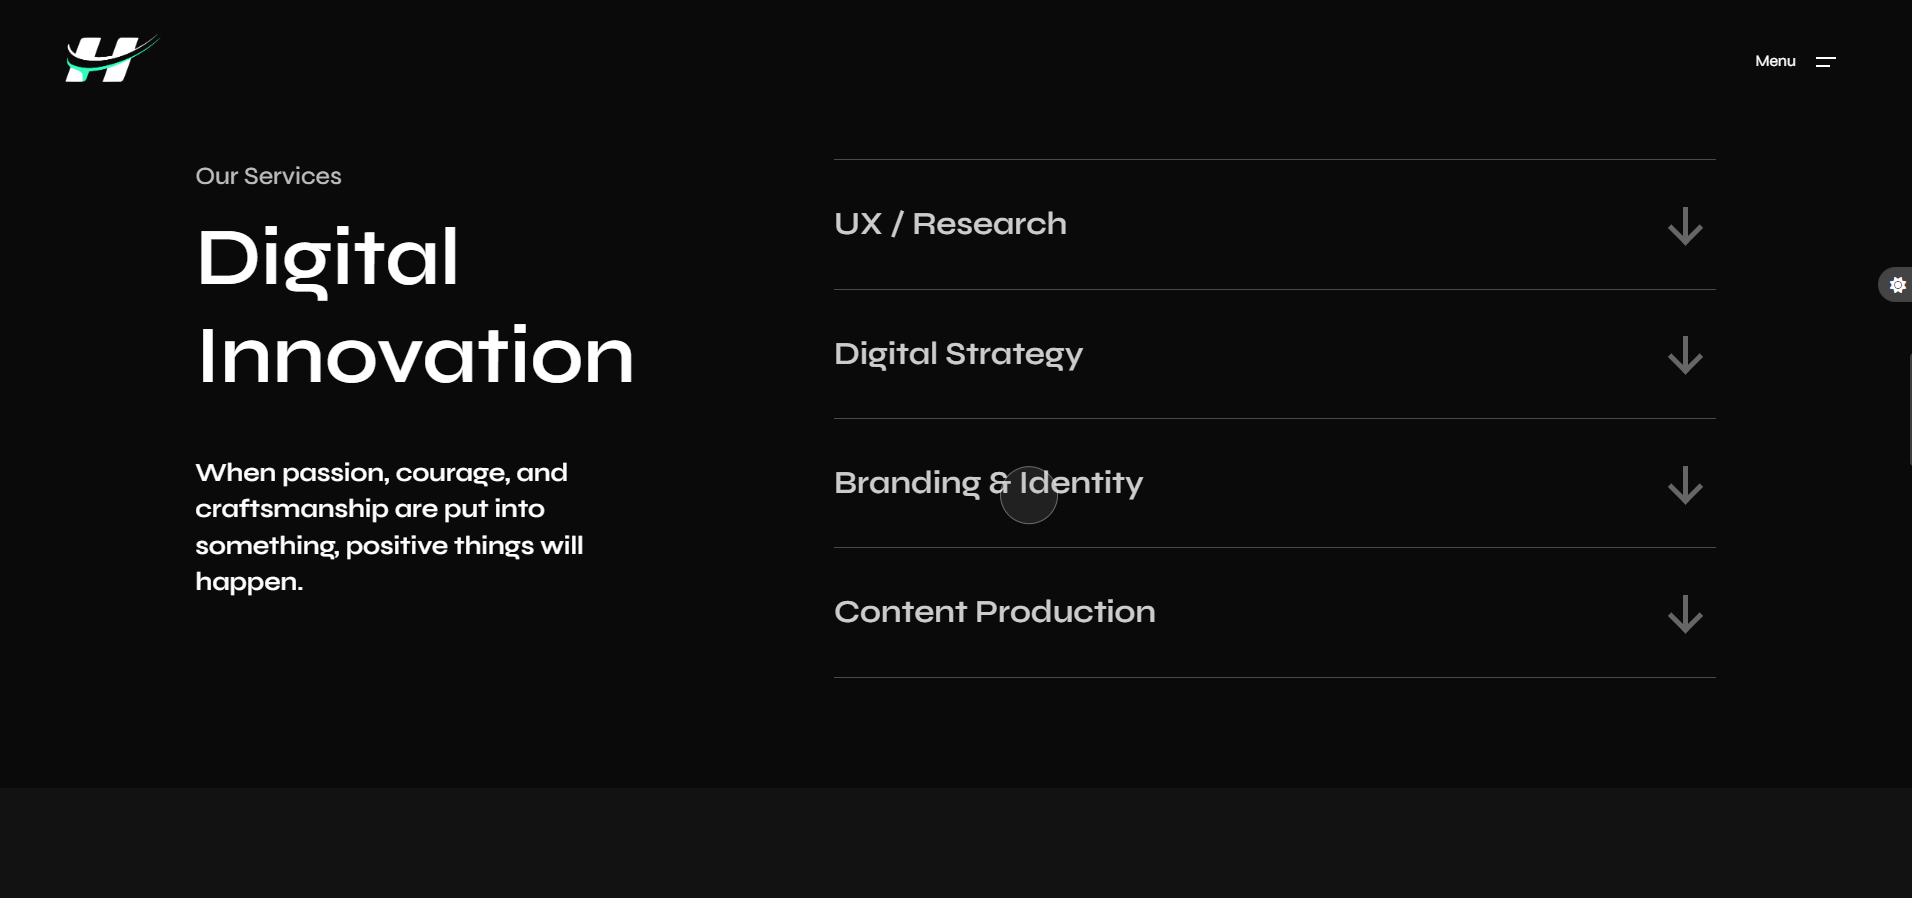 H
Menu
Our Services
Digital
Innovation
When passion, courage, and
craftsmanship are put into
something, positive things will
happen.
UX / Research
Digital Strategy
Branding & Identity
Content Production